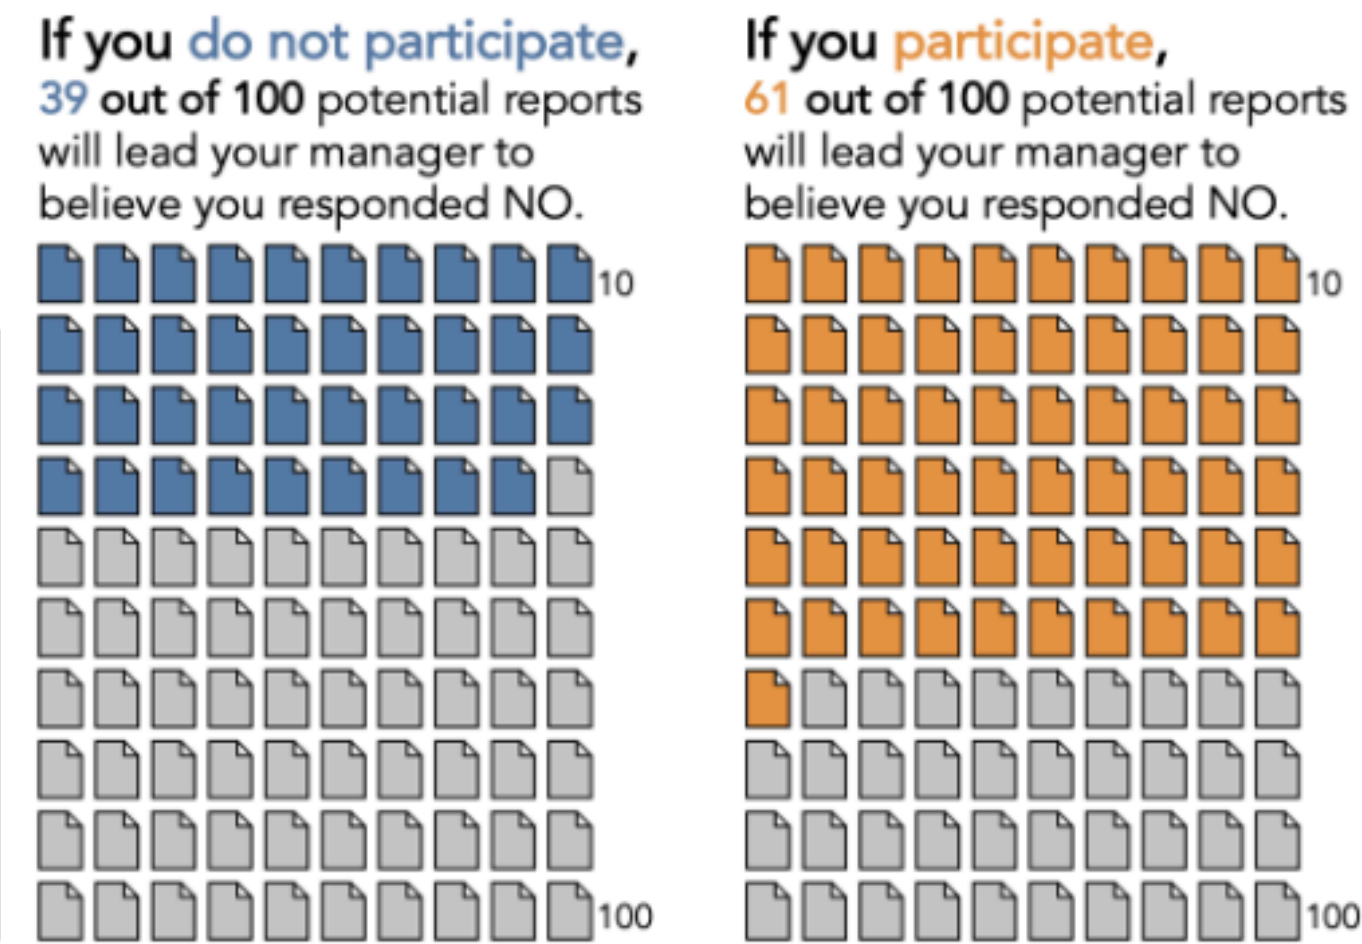 If you do not participate,
39 out of 100 potential reports
will lead your manager to
believe you responded NO.
10
100
If you participate,
61 out of 100 potential reports
will lead your manager to
believe you responded NO.
10
100